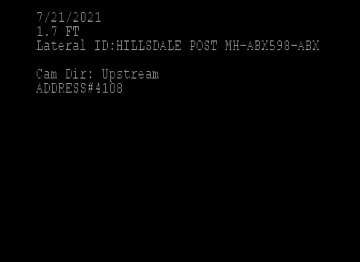 7/21/2021
1.7 FT
Lateral ID:HILLSDALE POST MH-ABX598-ABX
Cam Dir: Upstream
ADDRESS#4108